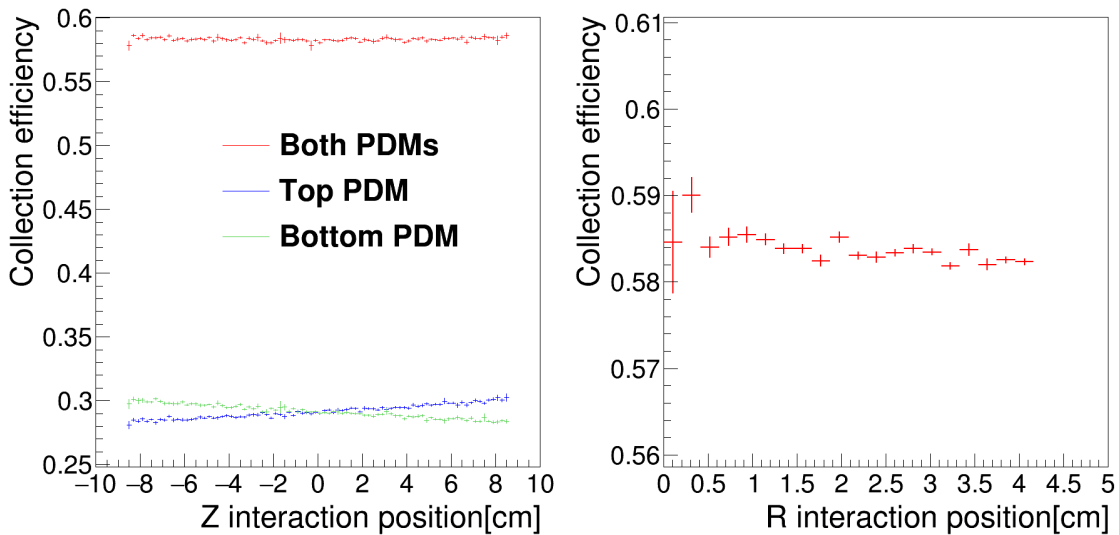 Collection efficiency
0.6
0.55
0.5
0.45
0.4
0.35
0.3
0.25
Both PDMs
Top PDM
Bottom PDM
−10 −8 −6 −4 −2 0 2 4 6 8 10
Z interaction position[cm]
Collection efficiency
0.61
0.6
0.59
0.58
0.57
0.56
0 0.5 1 1.5 2 2.5 3 3.5 4 4.5 5
R interaction position[cm]